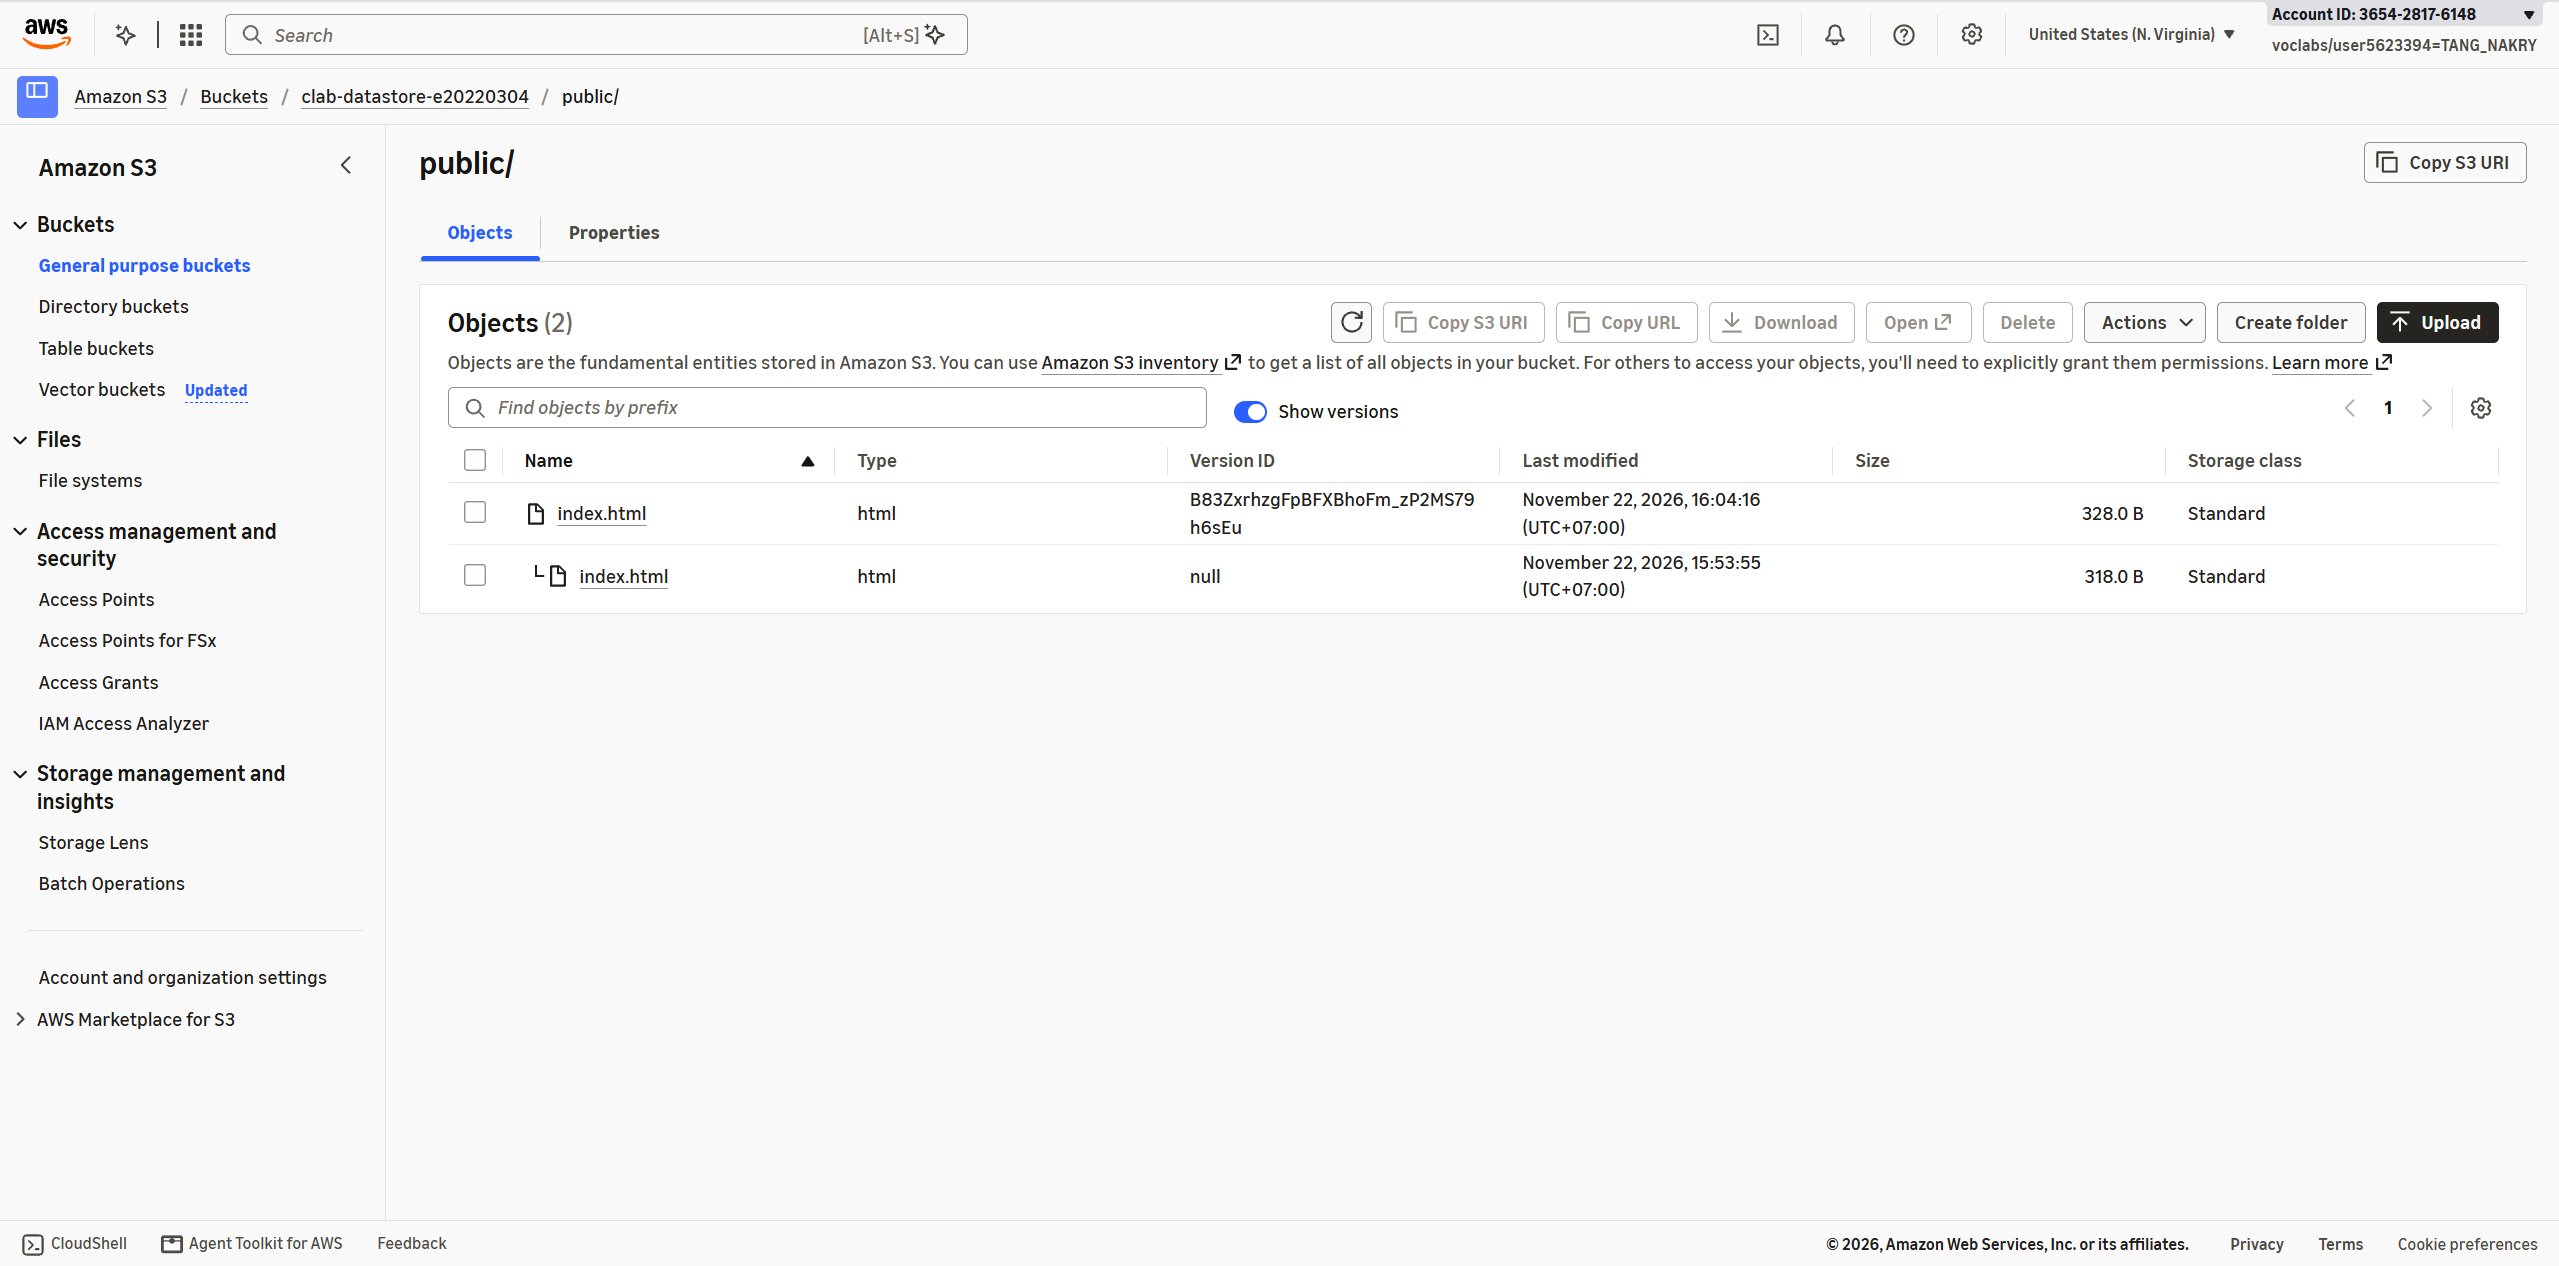 aws
Search [Alt+S]
United States (N. Virginia)
Account ID: 3654-2817-6148
voclabs/user5623394=TANG_NAKRY
Amazon S3 / Buckets / clab-datastore-e20220304 / public/
Amazon S3
Buckets
General purpose buckets
Directory buckets
Table buckets
Vector buckets Updated
Files
File systems
Access management and
security
Access Points
Access Points for FSx
Access Grants
IAM Access Analyzer
Storage management and
insights
Storage Lens
Batch Operations
Account and organization settings
AWS Marketplace for S3
public/
Copy S3 URI
Objects Properties
Objects (2)
Copy S3 URI Copy URL Download Open Delete Actions Create folder Upload
Objects are the fundamental entities stored in Amazon S3. You can use Amazon S3 inventory to get a list of all objects in your bucket. For others to access your objects, you'll need to explicitly grant them permissions. Learn more
Find objects by prefix Show versions 1
Name Type Version ID Last modified Size Storage class
index.html html B83ZxrhzgFpBFXBhoFm_zP2MS79 November 22, 2026, 16:04:16 328.0 B Standard
h6sEu (UTC+07:00)
index.html html null November 22, 2026, 15:53:55 318.0 B Standard
(UTC+07:00)
CloudShell Agent Toolkit for AWS Feedback
© 2026, Amazon Web Services, Inc. or its affiliates. Privacy Terms Cookie preferences